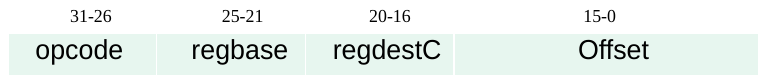 31-26 25-21 20-16 15-0
opcode regbase regdestC Offset